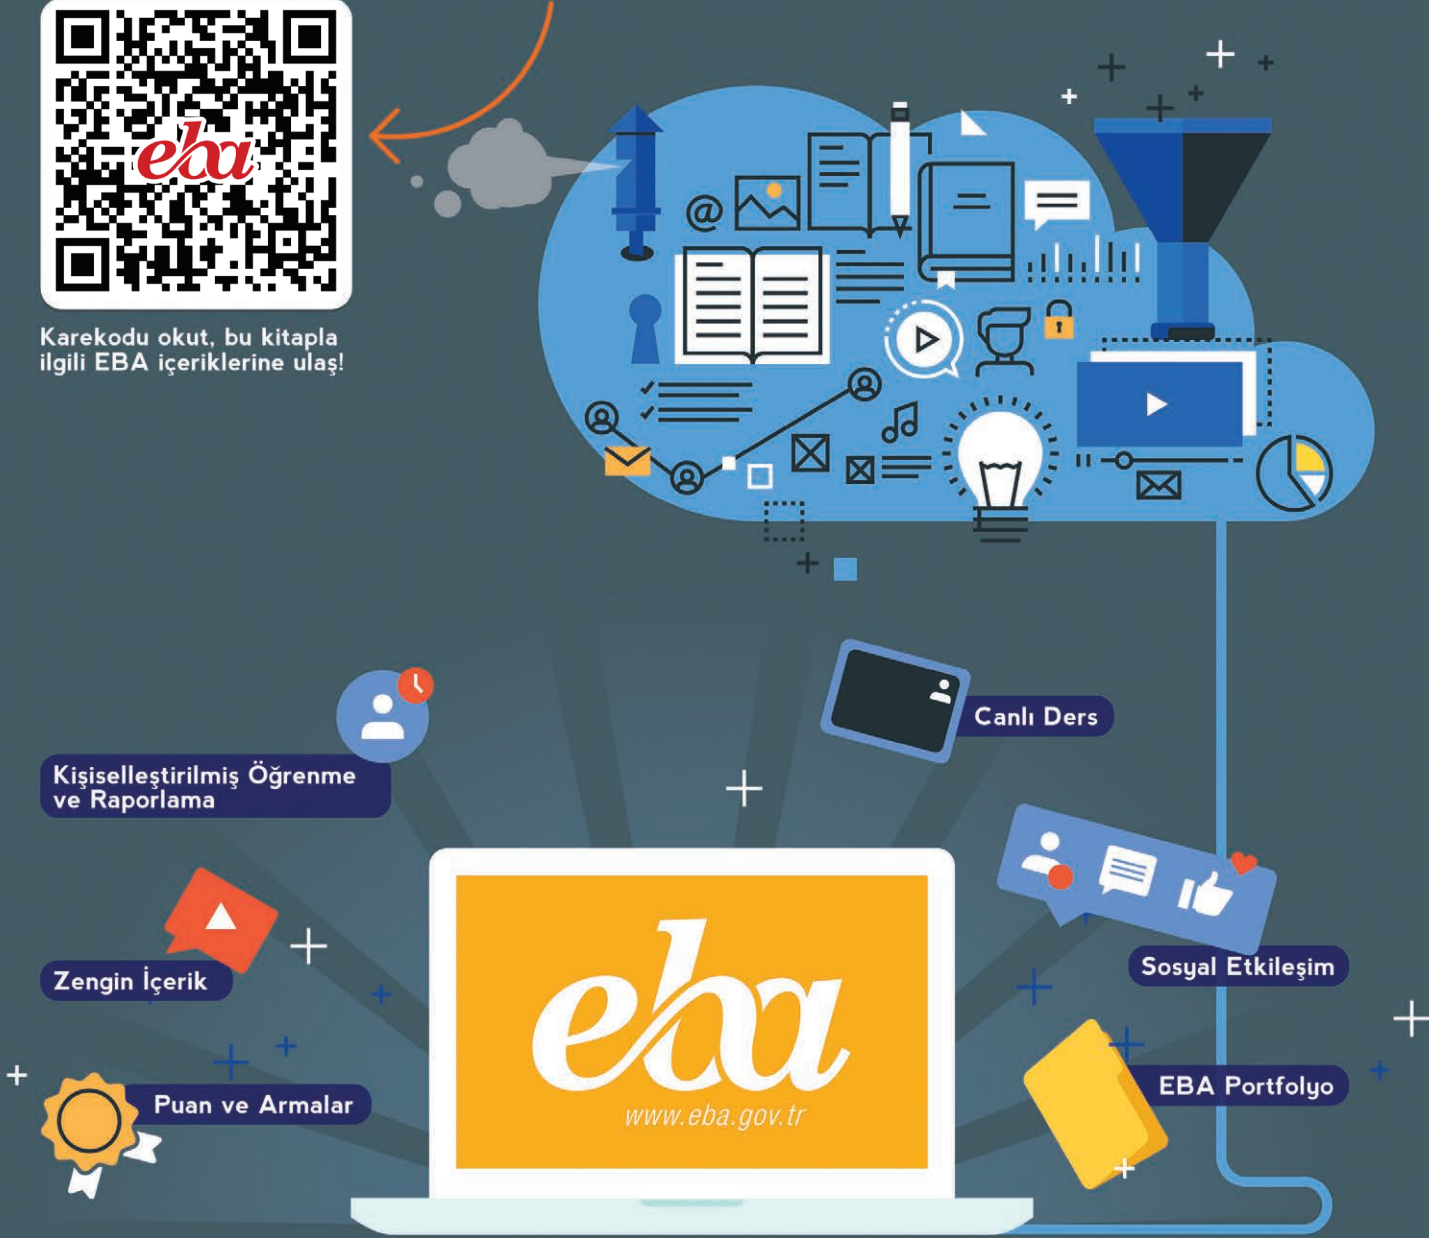 eba
Karekodu okut, bu kitapla
ilgili EBA içeriklerine ulaş!
@
Canlı Ders
Kişiselleştirilmiş Öğrenme
ve Raporlama
Zengin İçerik
Sosyal Etkileşim
Puan ve Armalar
EBA Portfolyo
eba
www.eba.gov.tr